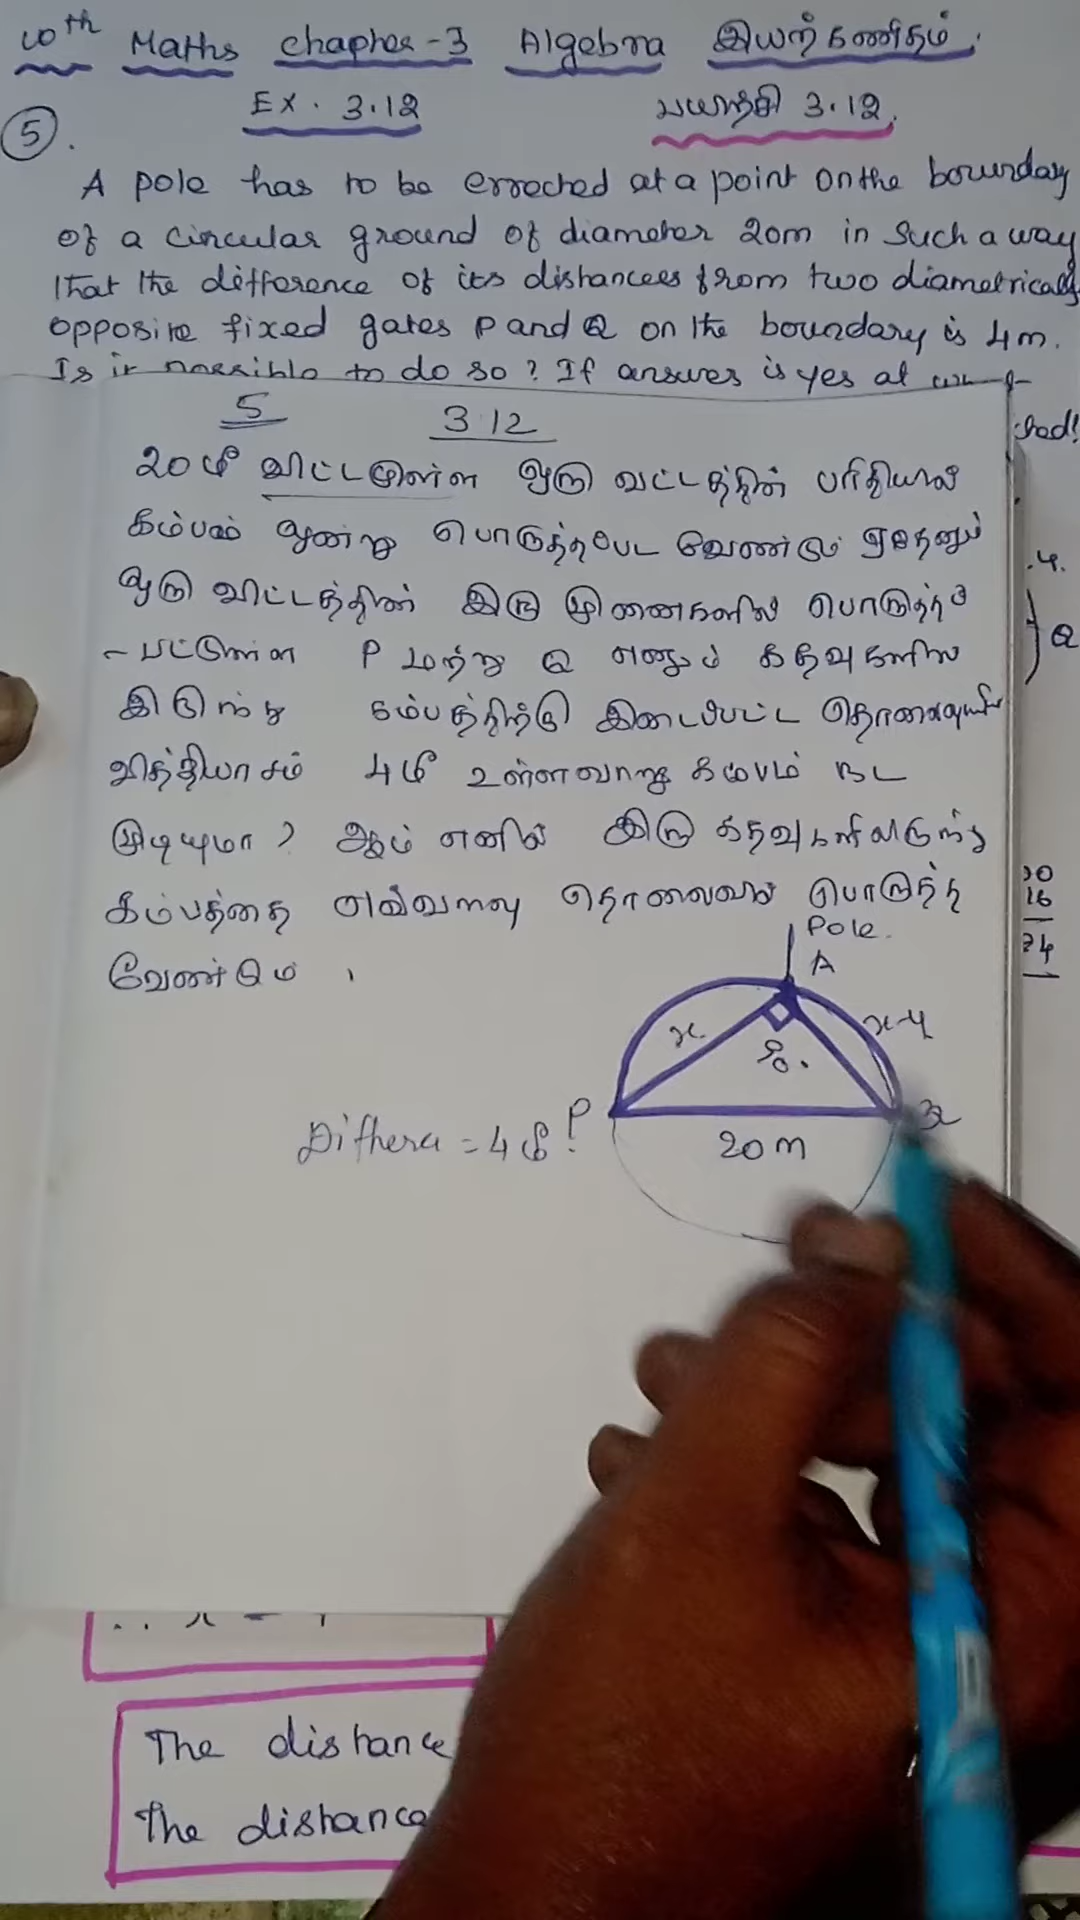 10th Maths chapter-3 Algebra இயற்கணிதம்.
Ex. 3.12 பயிற்சி 3.12.
5.
A pole has to be errected at a point on the boundary
of a circular ground of diameter 20m in such a way
that the difference of its distances from two diametrically
opposite fixed gates P and Q on the boundary is 4m.
Is it possible to do so? If answer is yes at
5 3.12
20மீ விட்டமுள்ள ஒரு வட்டத்தின் பரிதியில்
கம்பம் ஒன்று பொருத்தப்பட வேண்டும் ஏதேனும்
ஒரு விட்டத்தின் இரு முனைகளில் பொருத்தப்
-பட்டுள்ள P மற்று Q எனும் கதவுகளில
இருந்து கம்பத்திற்கு இடைபட்ட தொலைவுயின்
வித்தியாசம் 4மீ உள்ளவாறு கம்பம் நட
முடியுமா? ஆம் எனில் இரு கதவுகளிலிருந்து
கம்பத்தை எவ்வளவு தொலைவில் பொருத்த
வேண்டும்.
Pole.
A
x x-4
90.
P
20m
Differe = 4மீ
Q
The distance
The distance